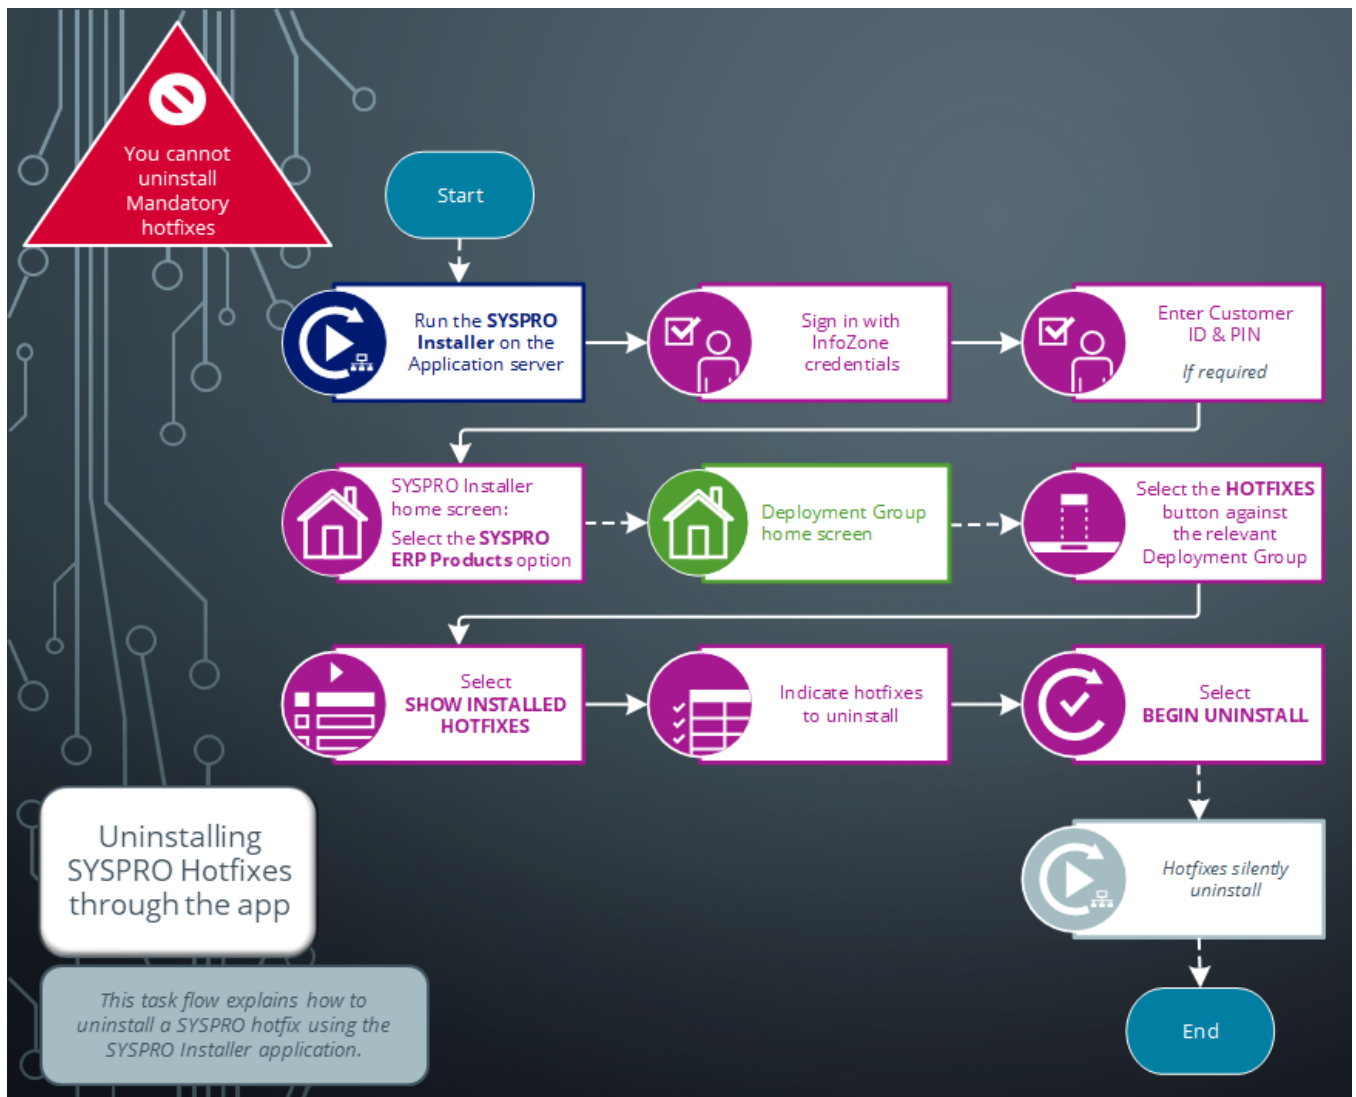 You cannot
uninstall
Mandatory
hotfixes
Start
Run the SYSPRO
Installer on the
Application server
Sign in with
InfoZone
credentials
Enter Customer
ID & PIN
If required
SYSPRO Installer
home screen:
Select the SYSPRO
ERP Products option
Deployment Group
home screen
Select the HOTFIXES
button against
the relevant
Deployment Group
Select
SHOW INSTALLED
HOTFIXES
Indicate hotfixes
to uninstall
Select
BEGIN UNINSTALL
Hotfixes silently
uninstall
End
Uninstalling
SYSPRO Hotfixes
through the app
This task flow explains how to
uninstall a SYSPRO hotfix using the
SYSPRO Installer application.